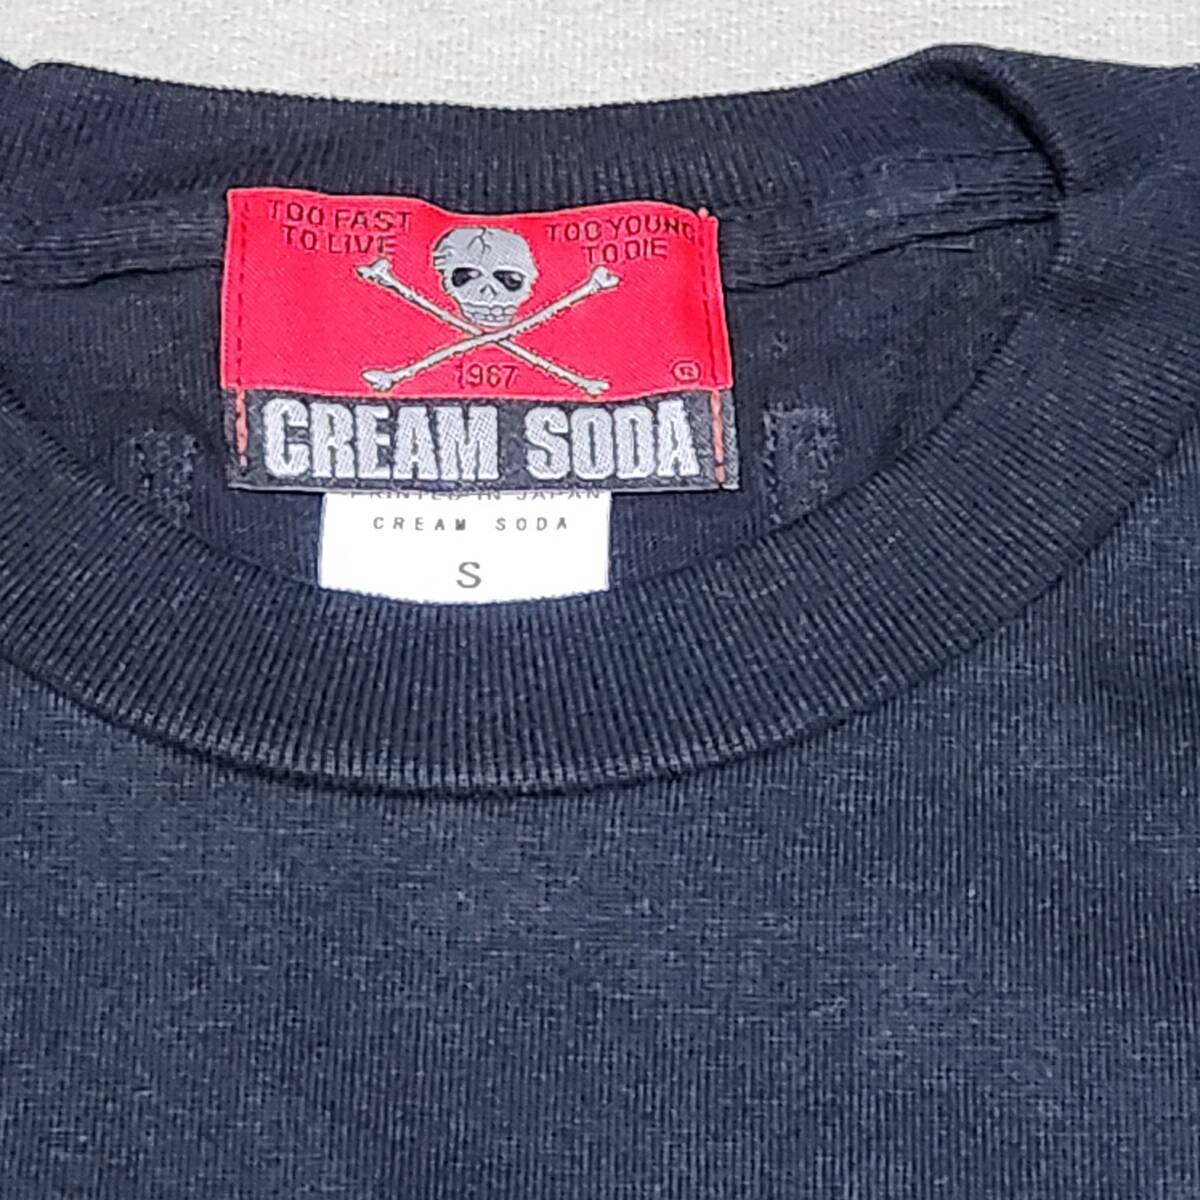 TOO FAST
TO LIVE
TOO YOUNG
TO DIE
1967
®
CREAM SODA
PRINTED IN JAPAN
CREAM SODA
S